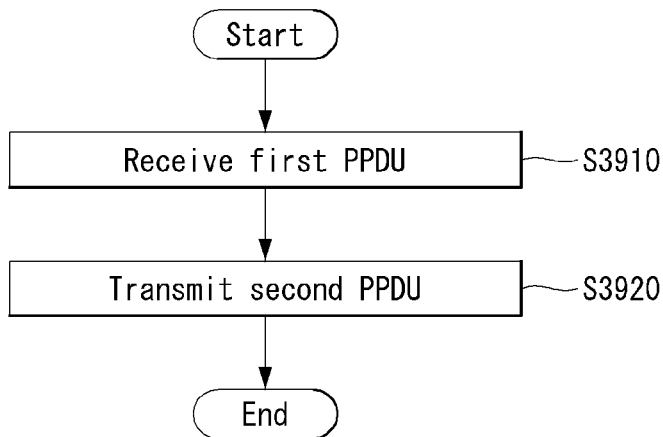 Start
Receive first PPDU
S3910
Transmit second PPDU
S3920
End